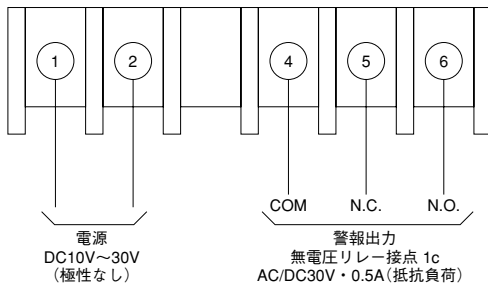 1 2 4 5 6
COM N.C. N.O.
電源
DC10V～30V
(極性なし)
警報出力
無電圧リレー接点 1c
AC/DC30V・0.5A(抵抗負荷)